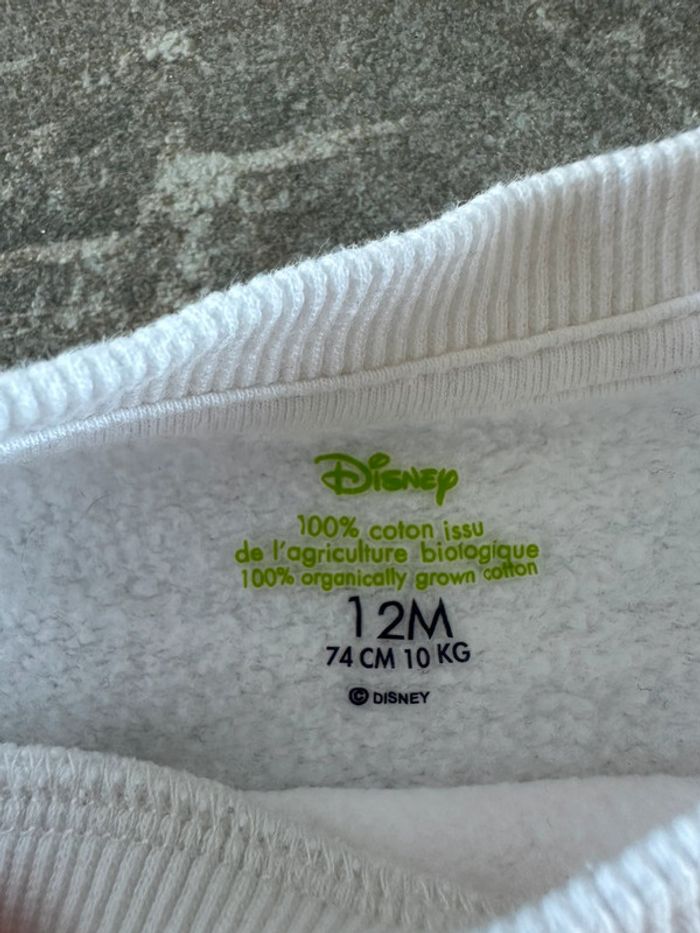 Disney
100% coton issu
de l'agriculture biologique
100% organically grown cotton
12M
74 CM 10 KG
© DISNEY